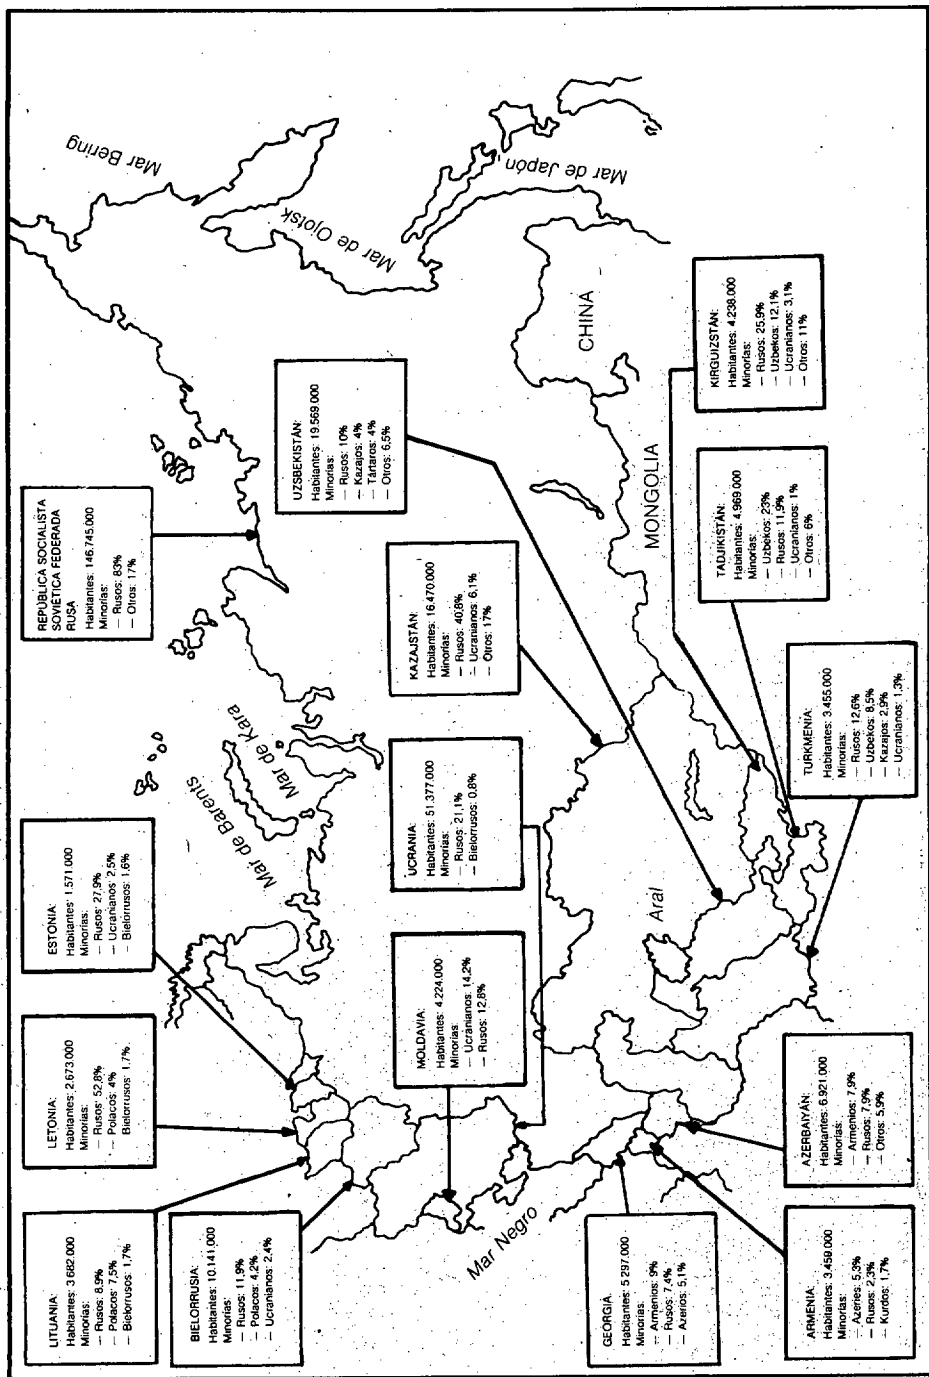 LITUANIA:
Habitantes: 3.682.000
Minorías:
— Rusos: 8.9%
— Polacos: 7,5%
— Bielorrusos: 1,7%
LETONIA:
Habitantes: 2.673.000
Minorías:
— Rusos: 52,8%
— Polacos: 4%
Bielorrusos: 1.7%
ESTONIA:
Habitantes: 1.571.000
Minorías:
— Rusos: 27,9%
— Ucranianos: 2.5%
— Bielorrusos: 1.6%
REPÚBLICA SOCIALISTA
SOVIÉTICA FEDERADA
RUSA
Habitantes: 146.745.000
Minorías:
— Rusos: 83%
— Otros: 17%
Mar Bering
BIELORRUSIA:
Habitantes: 10.141.000
Minorías:
— Rusos: 11,9%
— Polacos: 4.2%
— Ucranianos: 2.4%
Mar de Barents
Mar de Kara
Mar de Ojotsk
UZSBEKISTÁN:
Habitantes: 19.569.000
Minorías:
— Rusos: 10%
— Kazajos: 4%
— Tártaros: 4%
— Otros: 6,5%
MOLDAVIA:
Habitantes: 4.224.000
Minorías:
— Ucranianos: 14,2%
— Rusos: 12,8%
UCRANIA:
Habitantes: 51.377.000
Minorías:
— Rusos: 21,1%
— Bielorrusos: 0,8%
KAZAJSTÁN:
Habitantes: 16.470.000
Minorías:
— Rusos: 40,8%
— Ucranianos: 6,1%
— Otros: 17%
Mar de Japón
CHINA
Mar Negro
Aral
MONGOLIA
GEORGIA:
Habitantes: 5.297.000
Minorías:
— Armenios: 9%
— Rusos: 7,4%
— Azerios: 5,1%
TADJIKISTÁN:
Habitantes: 4.969.000
Minorías:
— Uzbekos: 23%
— Rusos: 11,9%
— Ucranianos: 1%
— Otros: 6%
KIRGUIZSTÁN:
Habitantes: 4.238.000
Minorías:
— Rusos: 25.9%
— Uzbekos: 12,1%
— Ucranianos: 3,1%
— Otros: 11%
ARMENIA:
Habitantes: 3.459.000
Minorías:
— Azeríes: 5,3%
— Rusos: 2,3%
— Kurdos: 1,7%
AZERBAIYÁN:
Habitantes: 6.921.000
Minorías:
— Armenios: 7,9%
— Rusos: 7,9%
— Otros: 5,9%
TURKMENIA:
Habitantes: 3.455.000
Minorías:
— Rusos: 12,6%
— Uzbekos: 8,5%
— Kazajos: 2,9%
— Ucranianos: 1,3%